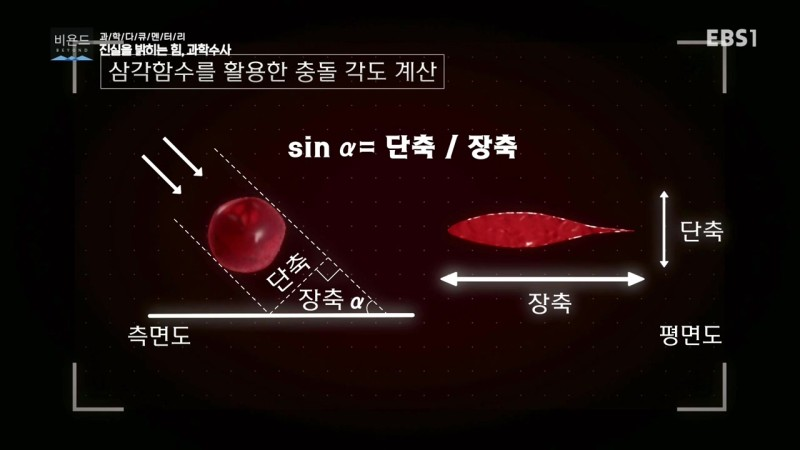 비욘드
BEYOND
과/학/다/큐/멘/터/리
진실을 밝히는 힘, 과학수사
EBS1
삼각함수를 활용한 충돌 각도 계산
sin α= 단축 / 장축
단축
장축 α
측면도
단축
장축
평면도